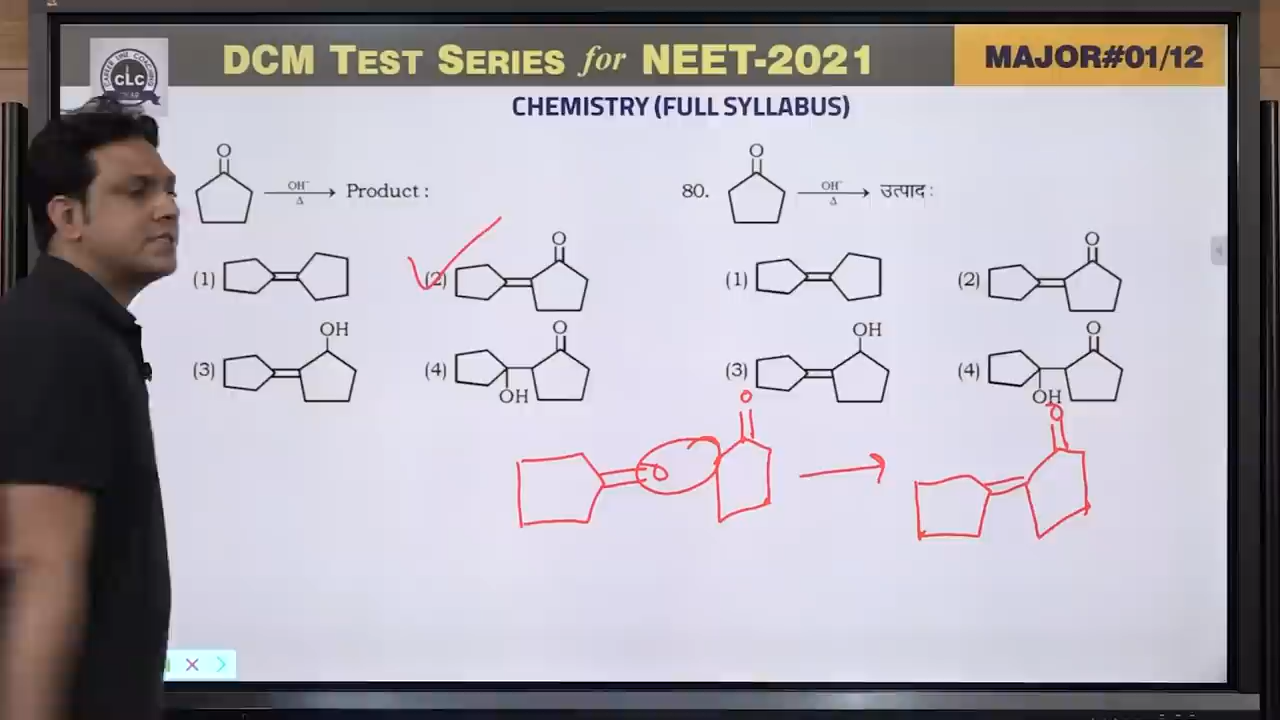 DCM TEST SERIES for NEET-2021 MAJOR#01/12
CLC
CHEMISTRY (FULL SYLLABUS)
O
OH⁻
Δ
Product :
(1)
(2) O
(3) OH
(4) O
OH
80. O
OH⁻
Δ
उत्पाद :
(1)
(2) O
(3) OH
(4) O
OH
O O
O